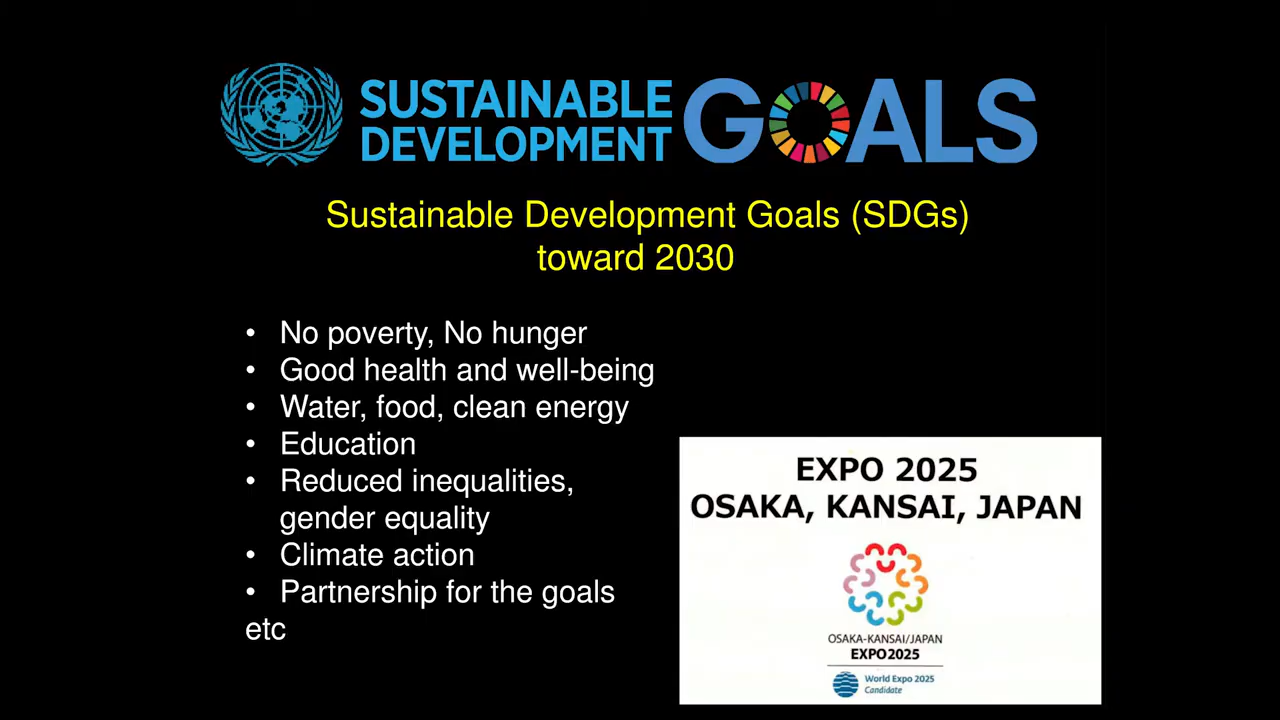 SUSTAINABLE
DEVELOPMENT
GOALS
Sustainable Development Goals (SDGs)
toward 2030
• No poverty, No hunger
• Good health and well-being
• Water, food, clean energy
• Education
• Reduced inequalities,
gender equality
• Climate action
• Partnership for the goals
etc
EXPO 2025
OSAKA, KANSAI, JAPAN
OSAKA-KANSAI/JAPAN
EXPO2025
World Expo 2025
Candidate